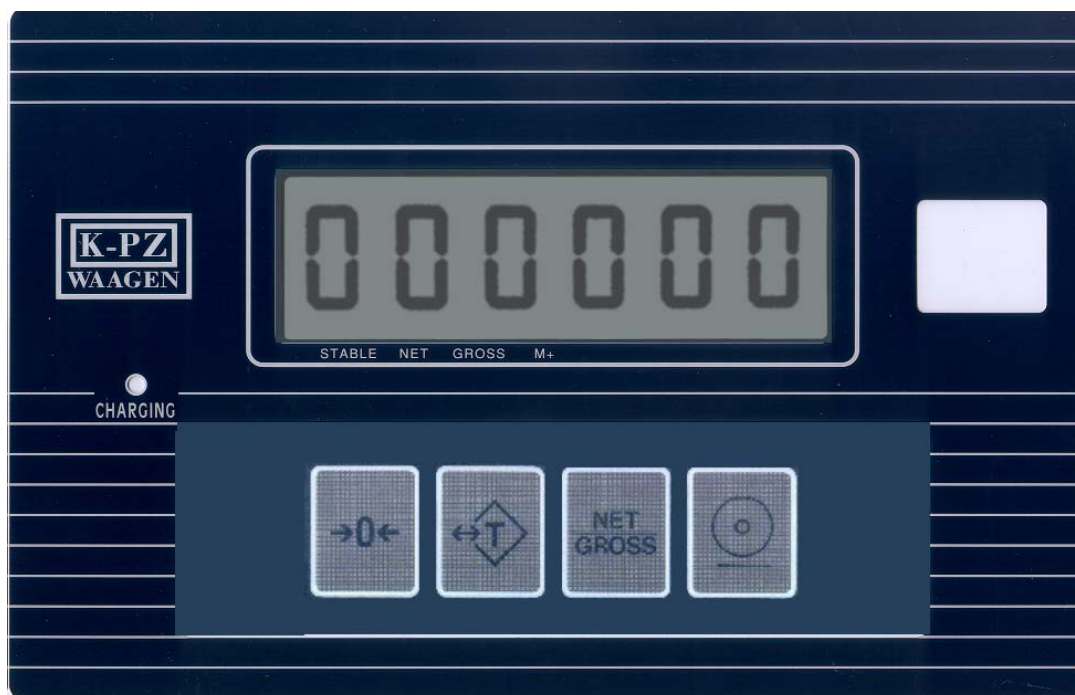 000000
K-PZ
WAAGEN
STABLE NET GROSS M+
CHARGING
→0←
↔T
NET
GROSS